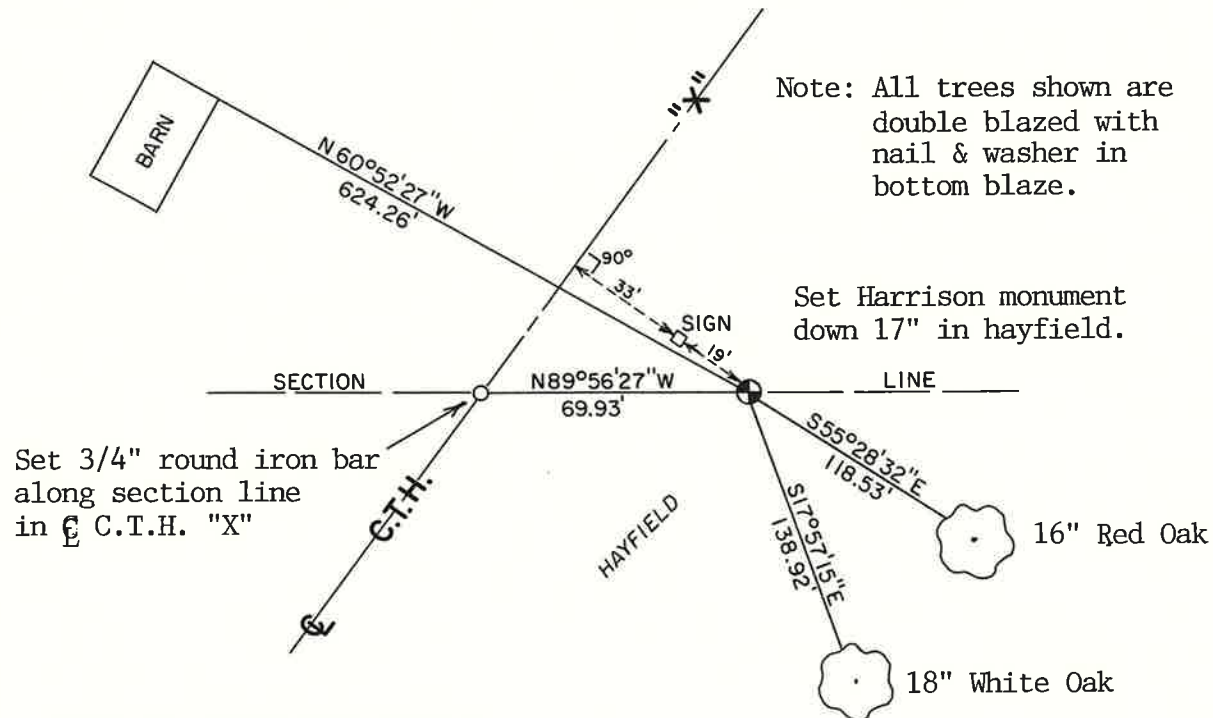 "X"
Note: All trees shown are
double blazed with
nail & washer in
bottom blaze.
BARN
N60°52'27"W
624.26'
90°
33'
SIGN
19'
Set Harrison monument
down 17" in hayfield.
SECTION
N89°56'27"W
69.93'
LINE
Set 3/4" round iron bar
along section line
in ℄ C.T.H. "X"
C.T.H.
S55°28'32"E
118.53'
16" Red Oak
HAYFIELD
S17°57'15"E
138.92'
℄
18" White Oak